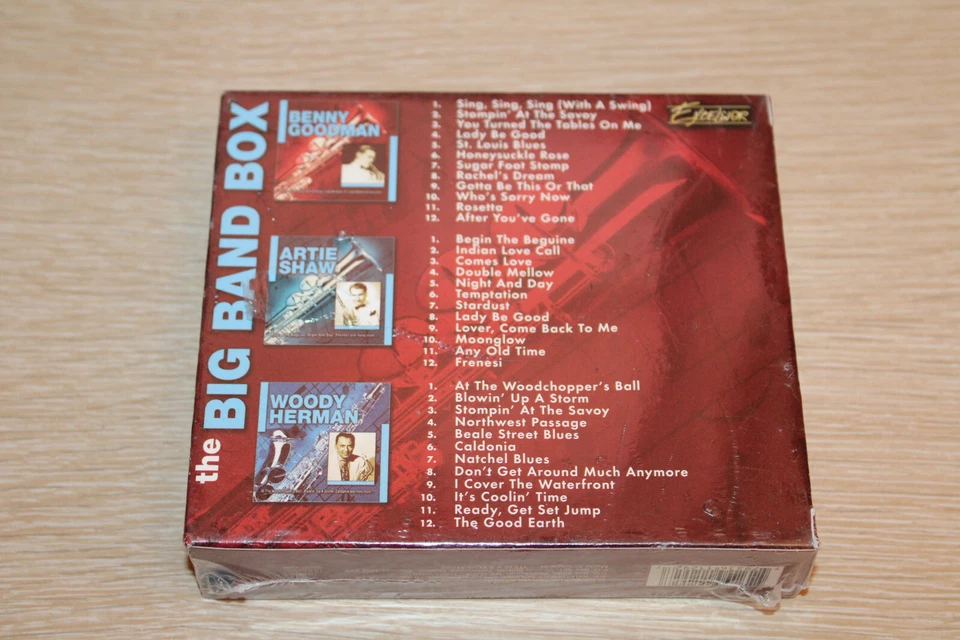 the BIG BAND BOX
EXCELSIOR
BENNY
GOODMAN
1. Sing, Sing, Sing (With A Swing)
2. Stompin' At The Savoy
3. You Turned The Tables On Me
4. Lady Be Good
5. St. Louis Blues
6. Honeysuckle Rose
7. Sugar Foot Stomp
8. Rachel's Dream
9. Gotta Be This Or That
10. Who's Sorry Now
11. Rosetta
12. After You've Gone
ARTIE
SHAW
1. Begin The Beguine
2. Indian Love Call
3. Comes Love
4. Double Mellow
5. Night And Day
6. Temptation
7. Stardust
8. Lady Be Good
9. Lover, Come Back To Me
10. Moonglow
11. Any Old Time
12. Frenesi
WOODY
HERMAN
1. At The Woodchopper's Ball
2. Blowin' Up A Storm
3. Stompin' At The Savoy
4. Northwest Passage
5. Beale Street Blues
6. Caldonia
7. Natchel Blues
8. Don't Get Around Much Anymore
9. I Cover The Waterfront
10. It's Coolin' Time
11. Ready, Get Set Jump
12. The Good Earth